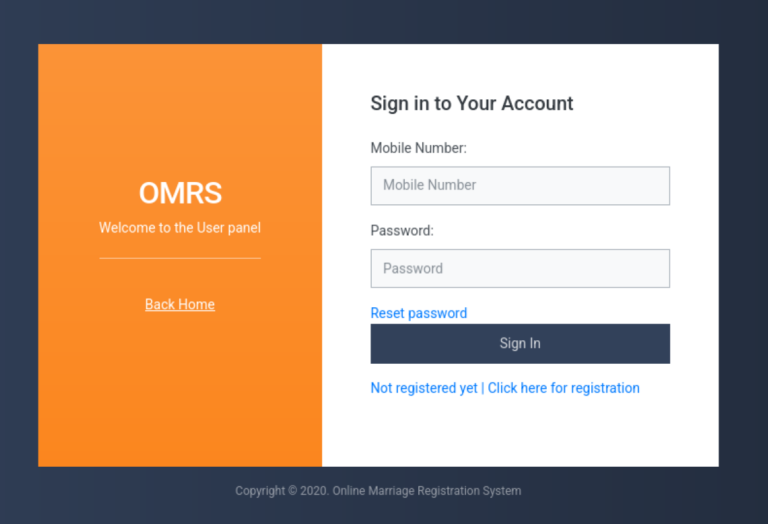 OMRS
Welcome to the User panel
Back Home
Sign in to Your Account
Mobile Number:
Mobile Number
Password:
Password
Reset password
Sign In
Not registered yet | Click here for registration
Copyright © 2020. Online Marriage Registration System